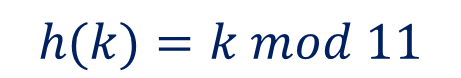 h(k) = k mod 11